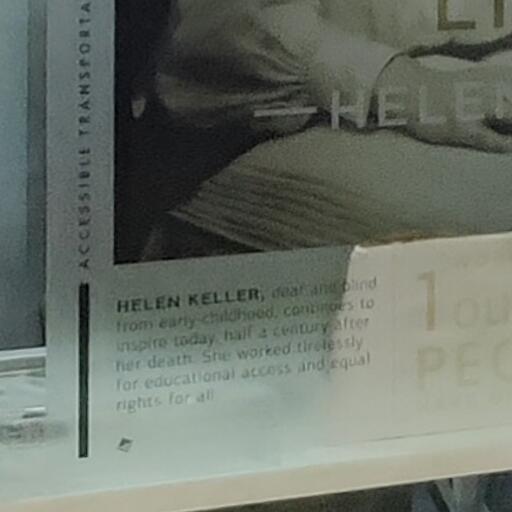 LI
—HELEN
ACCESSIBLE TRANSPORTA
HELEN KELLER, deaf and blind
from early childhood, continues to
inspire today, half a century after
her death. She worked tirelessly
for educational access and equal
rights for all
1 OU
PEO